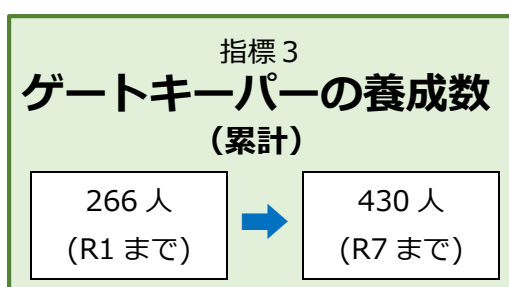 指標３
ゲートキーパーの養成数
（累計）
266 人
(R1 まで)
430 人
(R7 まで)